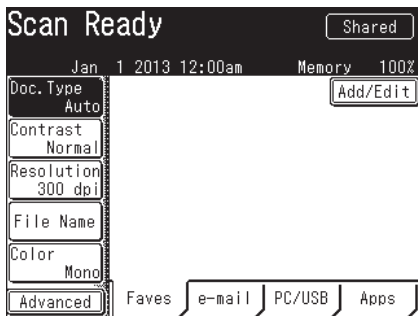 Scan Ready
Shared
Jan 1 2013 12:00am Memory 100%
Doc.Type
Auto
Add/Edit
Contrast
Normal
Resolution
300 dpi
File Name
Color
Mono
Advanced
Faves e-mail PC/USB Apps